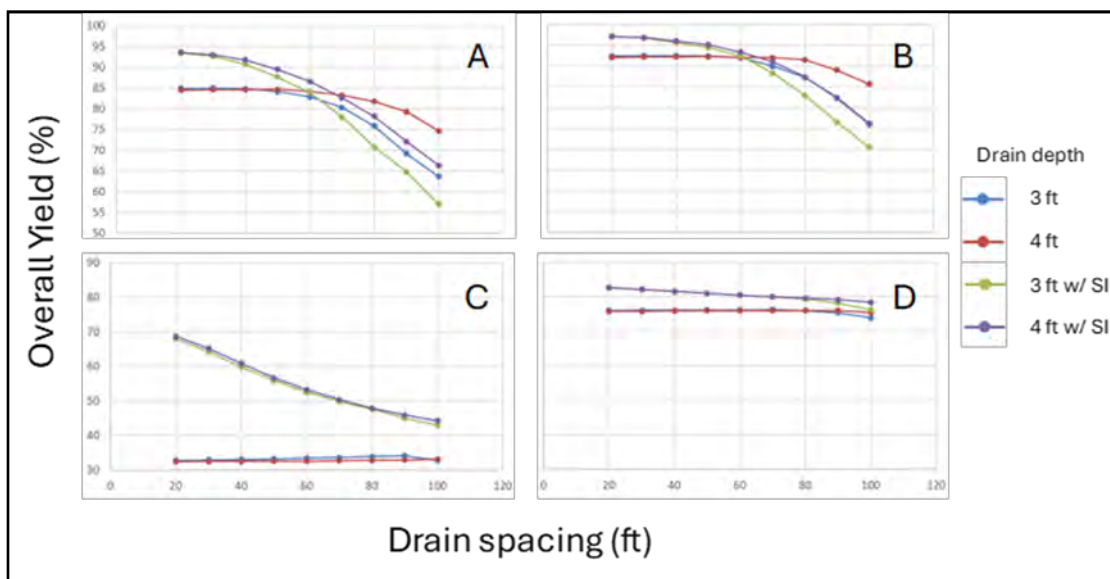 100
95
90
85
80
75
70
65
60
55
50
A
B
Overall Yield (%)
Drain depth
3 ft
4 ft
3 ft w/ SI
4 ft w/ SI
90
80
70
60
50
40
30
C
D
0 20 40 60 80 100 120
0 20 40 60 80 100 120
Drain spacing (ft)